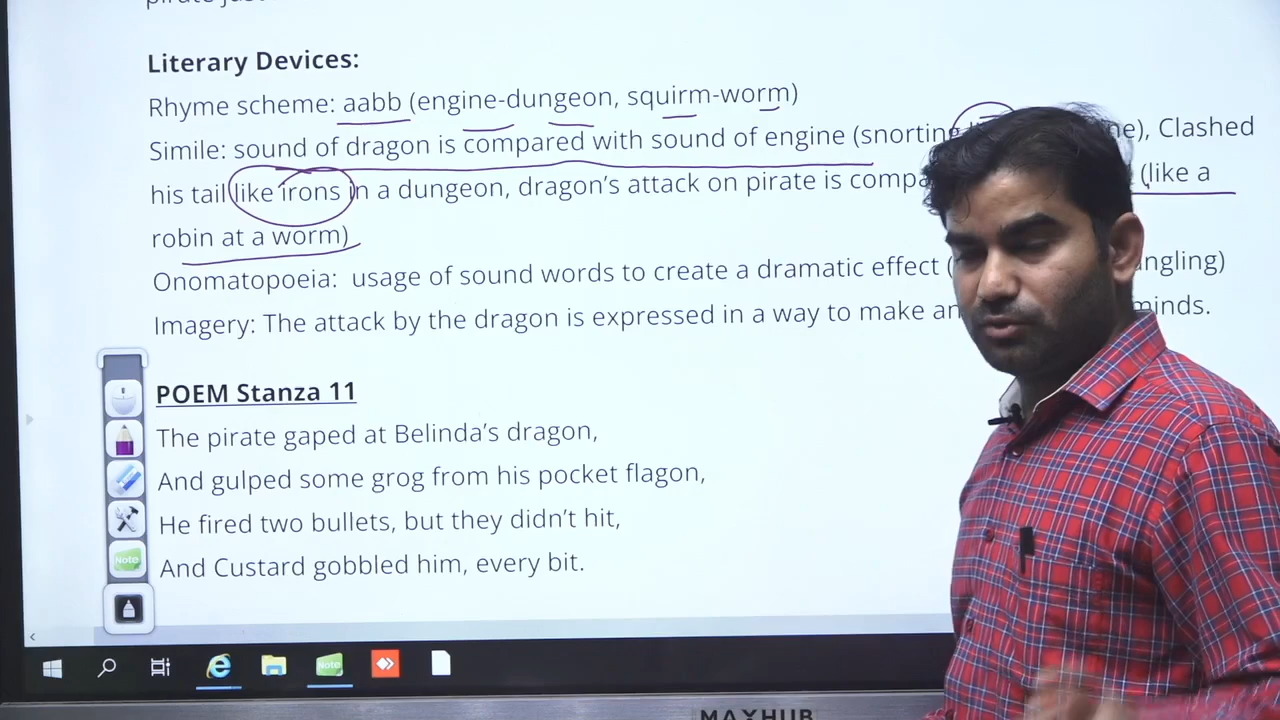 Literary Devices:
Rhyme scheme: aabb (engine-dungeon, squirm-worm)
Simile: sound of dragon is compared with sound of engine (snorting Clashed
his tail like irons in a dungeon, dragon's attack on pirate is (like a
robin at a worm)
Onomatopoeia: usage of sound words to create a dramatic effect (
Imagery: The attack by the dragon is expressed in a way to make an minds.
POEM Stanza 11
The pirate gaped at Belinda's dragon,
And gulped some grog from his pocket flagon,
He fired two bullets, but they didn't hit,
And Custard gobbled him, every bit.
Note
Note
MAXHUB